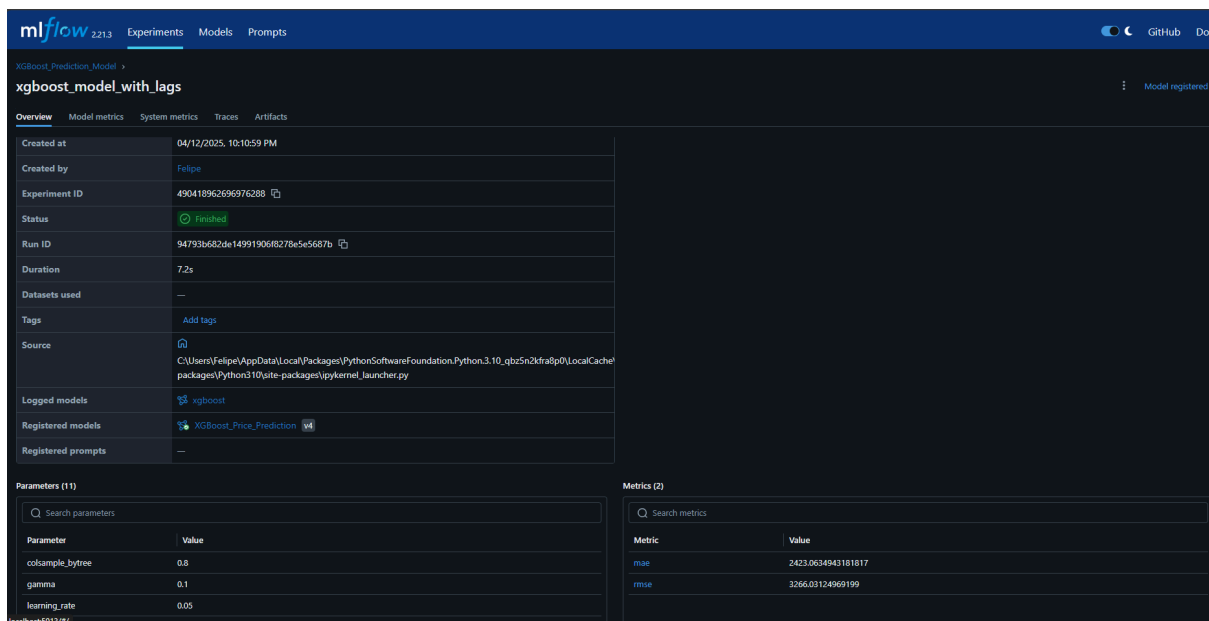 mlflow 2.21.3 Experiments Models Prompts GitHub Do
XGBoost_Prediction_Model ›
xgboost_model_with_lags
Model registered
Overview Model metrics System metrics Traces Artifacts
Created at 04/12/2025, 10:10:59 PM
Created by Felipe
Experiment ID 490418962696976288
Status Finished
Run ID 94793b682de14991906f8278e5e5687b
Duration 7.2s
Datasets used —
Tags Add tags
Source
C:\Users\Felipe\AppData\Local\Packages\PythonSoftwareFoundation.Python.3.10_qbz5n2kfra8p0\LocalCache\
packages\Python310\site-packages\ipykernel_launcher.py
Logged models xgboost
Registered models XGBoost_Price_Prediction v4
Registered prompts —
Parameters (11)
Search parameters
Parameter Value
colsample_bytree 0.8
gamma 0.1
learning_rate 0.05
Metrics (2)
Search metrics
Metric Value
mae 2423.0634943181817
rmse 3266.03124969199